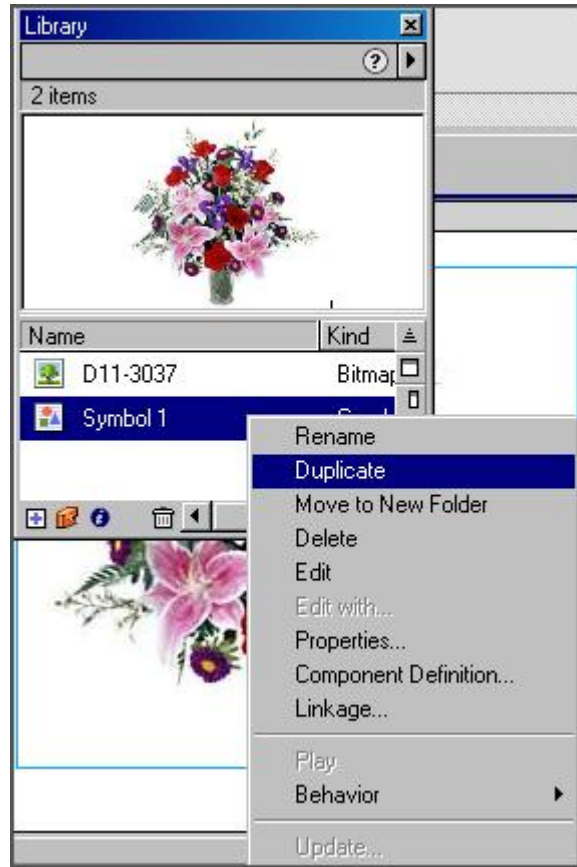 Library
?
2 items
Name Kind
D11-3037 Bitmap
Symbol 1
Rename
Duplicate
Move to New Folder
Delete
Edit
Edit with...
Properties...
Component Definition...
Linkage...
Play
Behavior
Update...